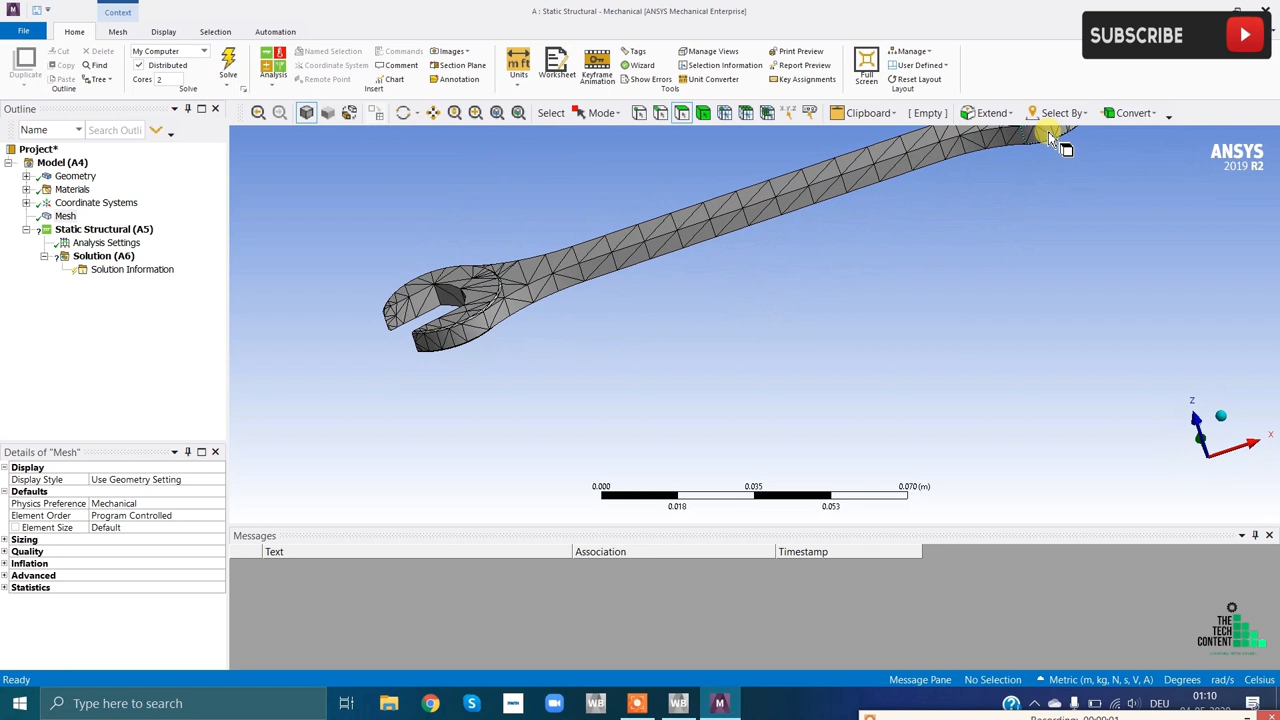 Context
A : Static Structural - Mechanical [ANSYS Mechanical Enterprise]
SUBSCRIBE
File
Home
Mesh
Display
Selection
Automation
Duplicate
Cut
Delete
Copy
Find
Paste
Tree
Outline
My Computer
Distributed
Cores 2
Solve
Solve
Analysis
Named Selection
Coordinate System
Remote Point
Commands
Comment
Chart
Images
Section Plane
Annotation
Insert
Units
Worksheet
Keyframe Animation
Tags
Wizard
Show Errors
Manage Views
Selection Information
Unit Converter
Print Preview
Report Preview
Key Assignments
Tools
Full Screen
Manage
User Defined
Reset Layout
Layout
Outline
Select
Mode
Clipboard
[ Empty ]
Extend
Select By
Convert
Name
Search Outli
Project*
Model (A4)
Geometry
Materials
Coordinate Systems
Mesh
Static Structural (A5)
Analysis Settings
Solution (A6)
Solution Information
ANSYS
2019 R2
Z
X
0.000
0.035
0.070 (m)
0.018
0.053
Details of "Mesh"
Display
Display Style Use Geometry Setting
Defaults
Physics Preference Mechanical
Element Order Program Controlled
Element Size Default
Sizing
Quality
Inflation
Advanced
Statistics
Messages
Text
Association
Timestamp
THE TECH CONTENT
Ready
Message Pane
No Selection
Metric (m, kg, N, s, V, A)
Degrees
rad/s
Celsius
Type here to search
DEU
01:10